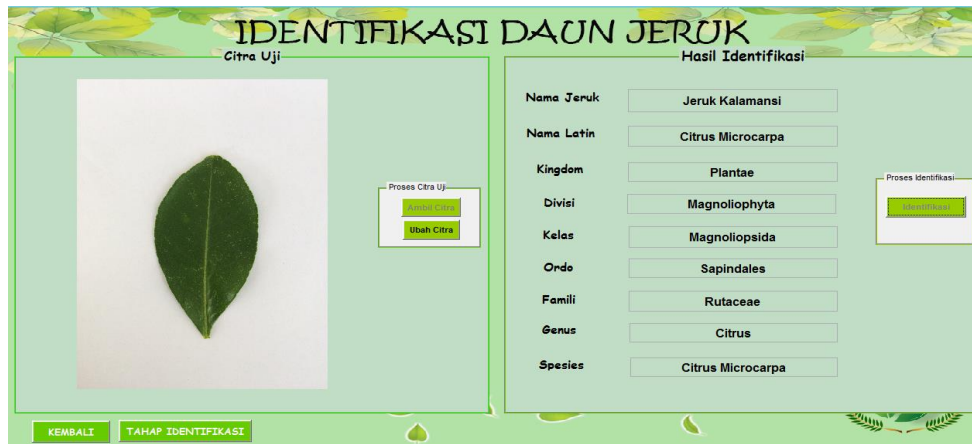 IDENTIFIKASI DAUN JERUK
Citra Uji
Proses Citra Uji
Ambil Citra
Ubah Citra
Hasil Identifikasi
Nama Jeruk Jeruk Kalamansi
Nama Latin Citrus Microcarpa
Kingdom Plantae
Divisi Magnoliophyta
Kelas Magnoliopsida
Ordo Sapindales
Famili Rutaceae
Genus Citrus
Spesies Citrus Microcarpa
Proses Identifikasi
Identifikasi
KEMBALI
TAHAP IDENTIFIKASI